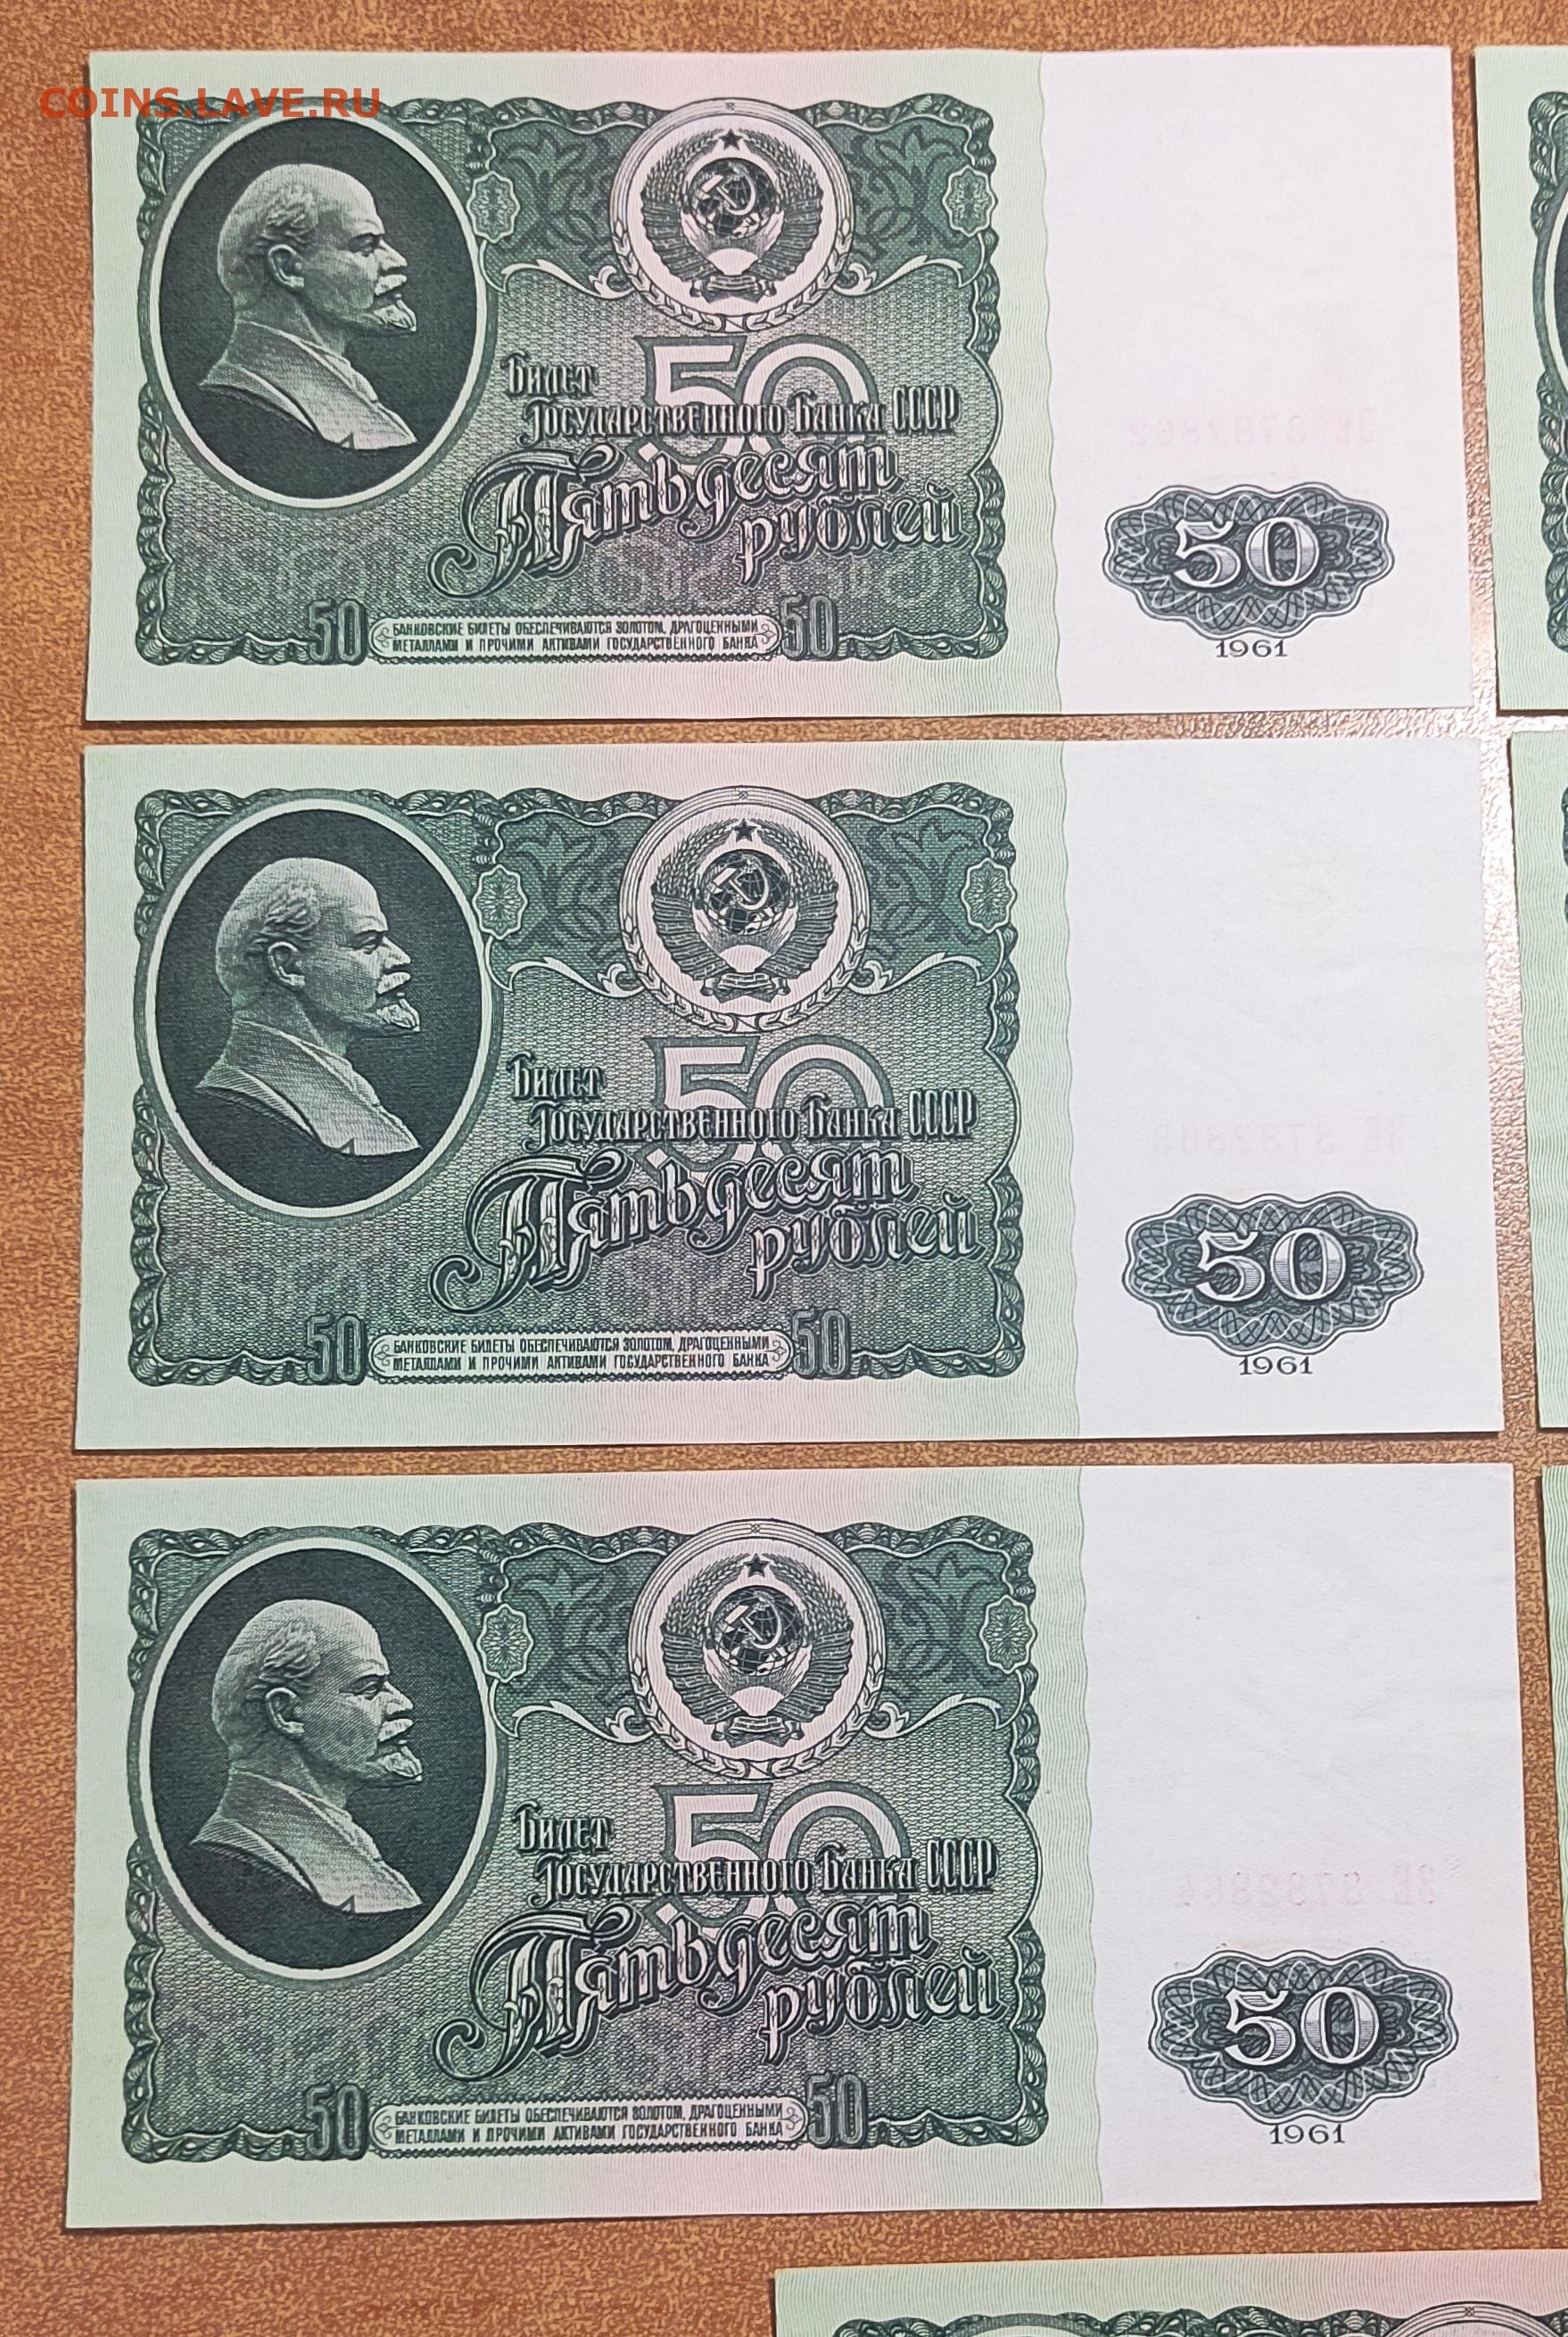 COINS.LAVE.RU
50
Билет
Государственного Банка СССР
Пятьдесят
рублей
50
50
БАНКОВСКИЕ БИЛЕТЫ ОБЕСПЕЧИВАЮТСЯ ЗОЛОТОМ, ДРАГОЦЕННЫМИ
МЕТАЛЛАМИ И ПРОЧИМИ АКТИВАМИ ГОСУДАРСТВЕННОГО БАНКА
50
50
1961
50
Билет
Государственного Банка СССР
Пятьдесят
рублей
50
50
БАНКОВСКИЕ БИЛЕТЫ ОБЕСПЕЧИВАЮТСЯ ЗОЛОТОМ, ДРАГОЦЕННЫМИ
МЕТАЛЛАМИ И ПРОЧИМИ АКТИВАМИ ГОСУДАРСТВЕННОГО БАНКА
50
1961
50
Билет
Государственного Банка СССР
Пятьдесят
рублей
50
50
БАНКОВСКИЕ БИЛЕТЫ ОБЕСПЕЧИВАЮТСЯ ЗОЛОТОМ, ДРАГОЦЕННЫМИ
МЕТАЛЛАМИ И ПРОЧИМИ АКТИВАМИ ГОСУДАРСТВЕННОГО БАНКА
50
1961